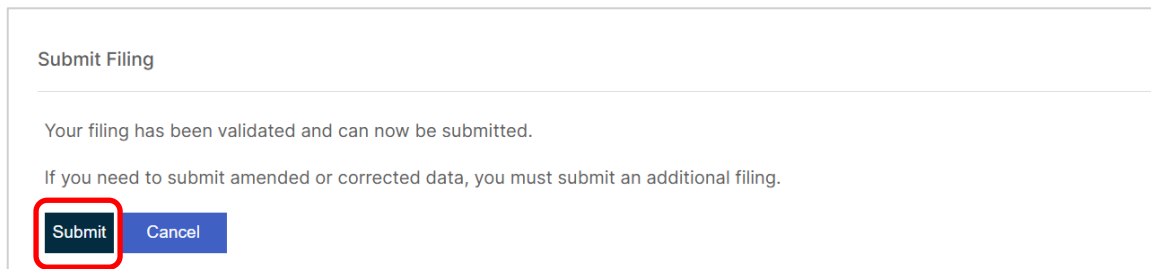 Submit Filing
Your filing has been validated and can now be submitted.
If you need to submit amended or corrected data, you must submit an additional filing.
Submit Cancel